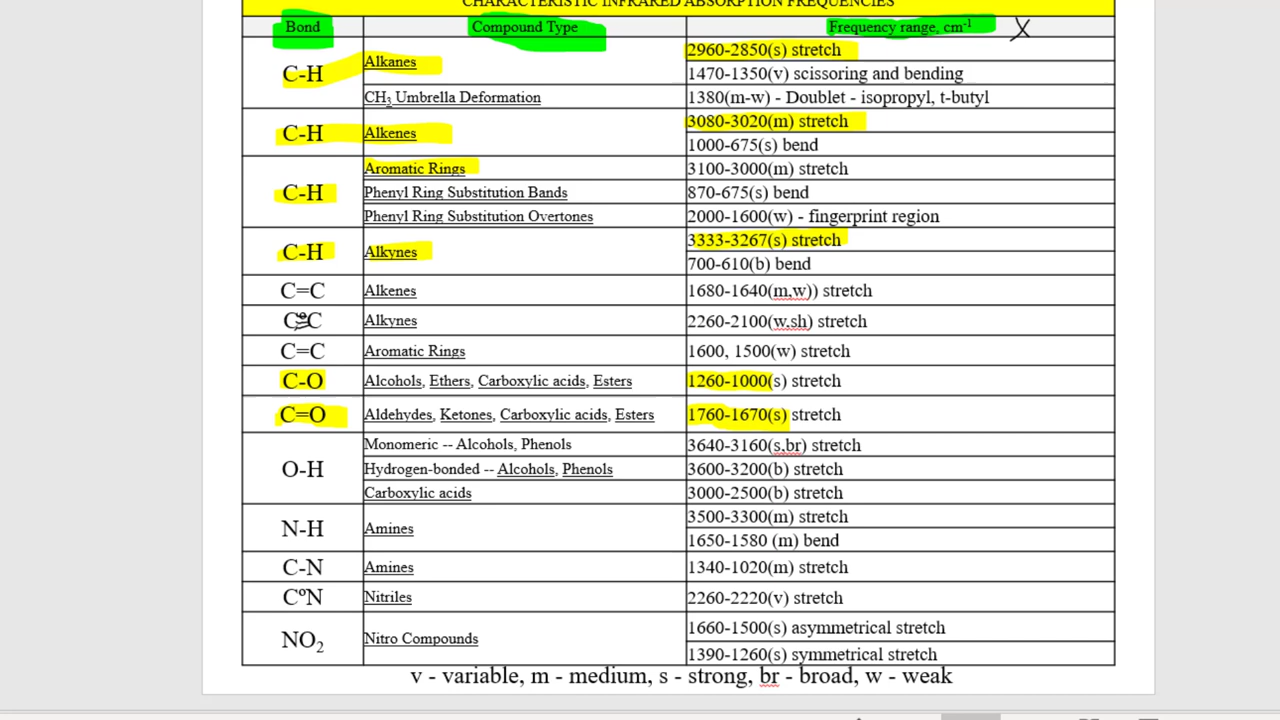 CHARACTERISTIC INFRARED ABSORPTION FREQUENCIES
Bond Compound Type Frequency range, cm⁻¹ X
C-H Alkanes 2960-2850(s) stretch
1470-1350(v) scissoring and bending
CH₃ Umbrella Deformation 1380(m-w) - Doublet - isopropyl, t-butyl
C-H Alkenes 3080-3020(m) stretch
1000-675(s) bend
C-H Aromatic Rings 3100-3000(m) stretch
Phenyl Ring Substitution Bands 870-675(s) bend
Phenyl Ring Substitution Overtones 2000-1600(w) - fingerprint region
C-H Alkynes 3333-3267(s) stretch
700-610(b) bend
C=C Alkenes 1680-1640(m,w)) stretch
C≡C Alkynes 2260-2100(w,sh) stretch
C=C Aromatic Rings 1600, 1500(w) stretch
C-O Alcohols, Ethers, Carboxylic acids, Esters 1260-1000(s) stretch
C=O Aldehydes, Ketones, Carboxylic acids, Esters 1760-1670(s) stretch
O-H Monomeric -- Alcohols, Phenols 3640-3160(s,br) stretch
Hydrogen-bonded -- Alcohols, Phenols 3600-3200(b) stretch
Carboxylic acids 3000-2500(b) stretch
N-H Amines 3500-3300(m) stretch
1650-1580 (m) bend
C-N Amines 1340-1020(m) stretch
CºN Nitriles 2260-2220(v) stretch
NO₂ Nitro Compounds 1660-1500(s) asymmetrical stretch
1390-1260(s) symmetrical stretch
v - variable, m - medium, s - strong, br - broad, w - weak